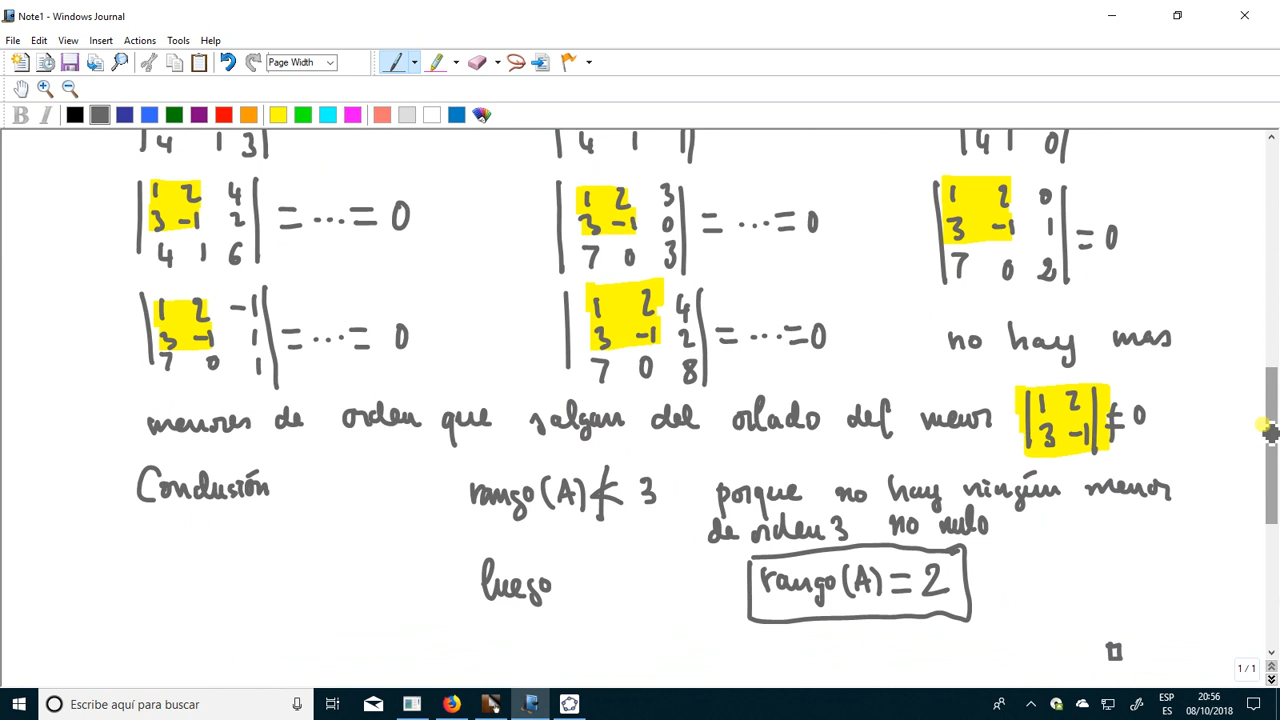 Note1 - Windows Journal
File Edit View Insert Actions Tools Help
Page Width
B I
4 1 3 | 4 1 1 | 4 1 0
| 1 2 4 | | 1 2 3 | | 1 2 0 |
| 3 -1 2 | = ... = 0 | 3 -1 0 | = ... = 0 | 3 -1 1 | = 0
| 4 1 6 | | 7 0 3 | | 7 0 2 |
| 1 2 -1 | | 1 2 4 |
| 3 -1 1 | = ... = 0 | 3 -1 2 | = ... = 0 no hay mas
| 7 0 1 | | 7 0 8 |
menores de orden que salgan del orlado del menor | 1 2 | ≠ 0
| 3 -1 |
Conclusión rango(A) ≮ 3 porque no hay ningún menor
de orden 3 no nulo
luego rango(A) = 2
1 / 1
Escribe aquí para buscar
ESP 20:56
ES 08/10/2018